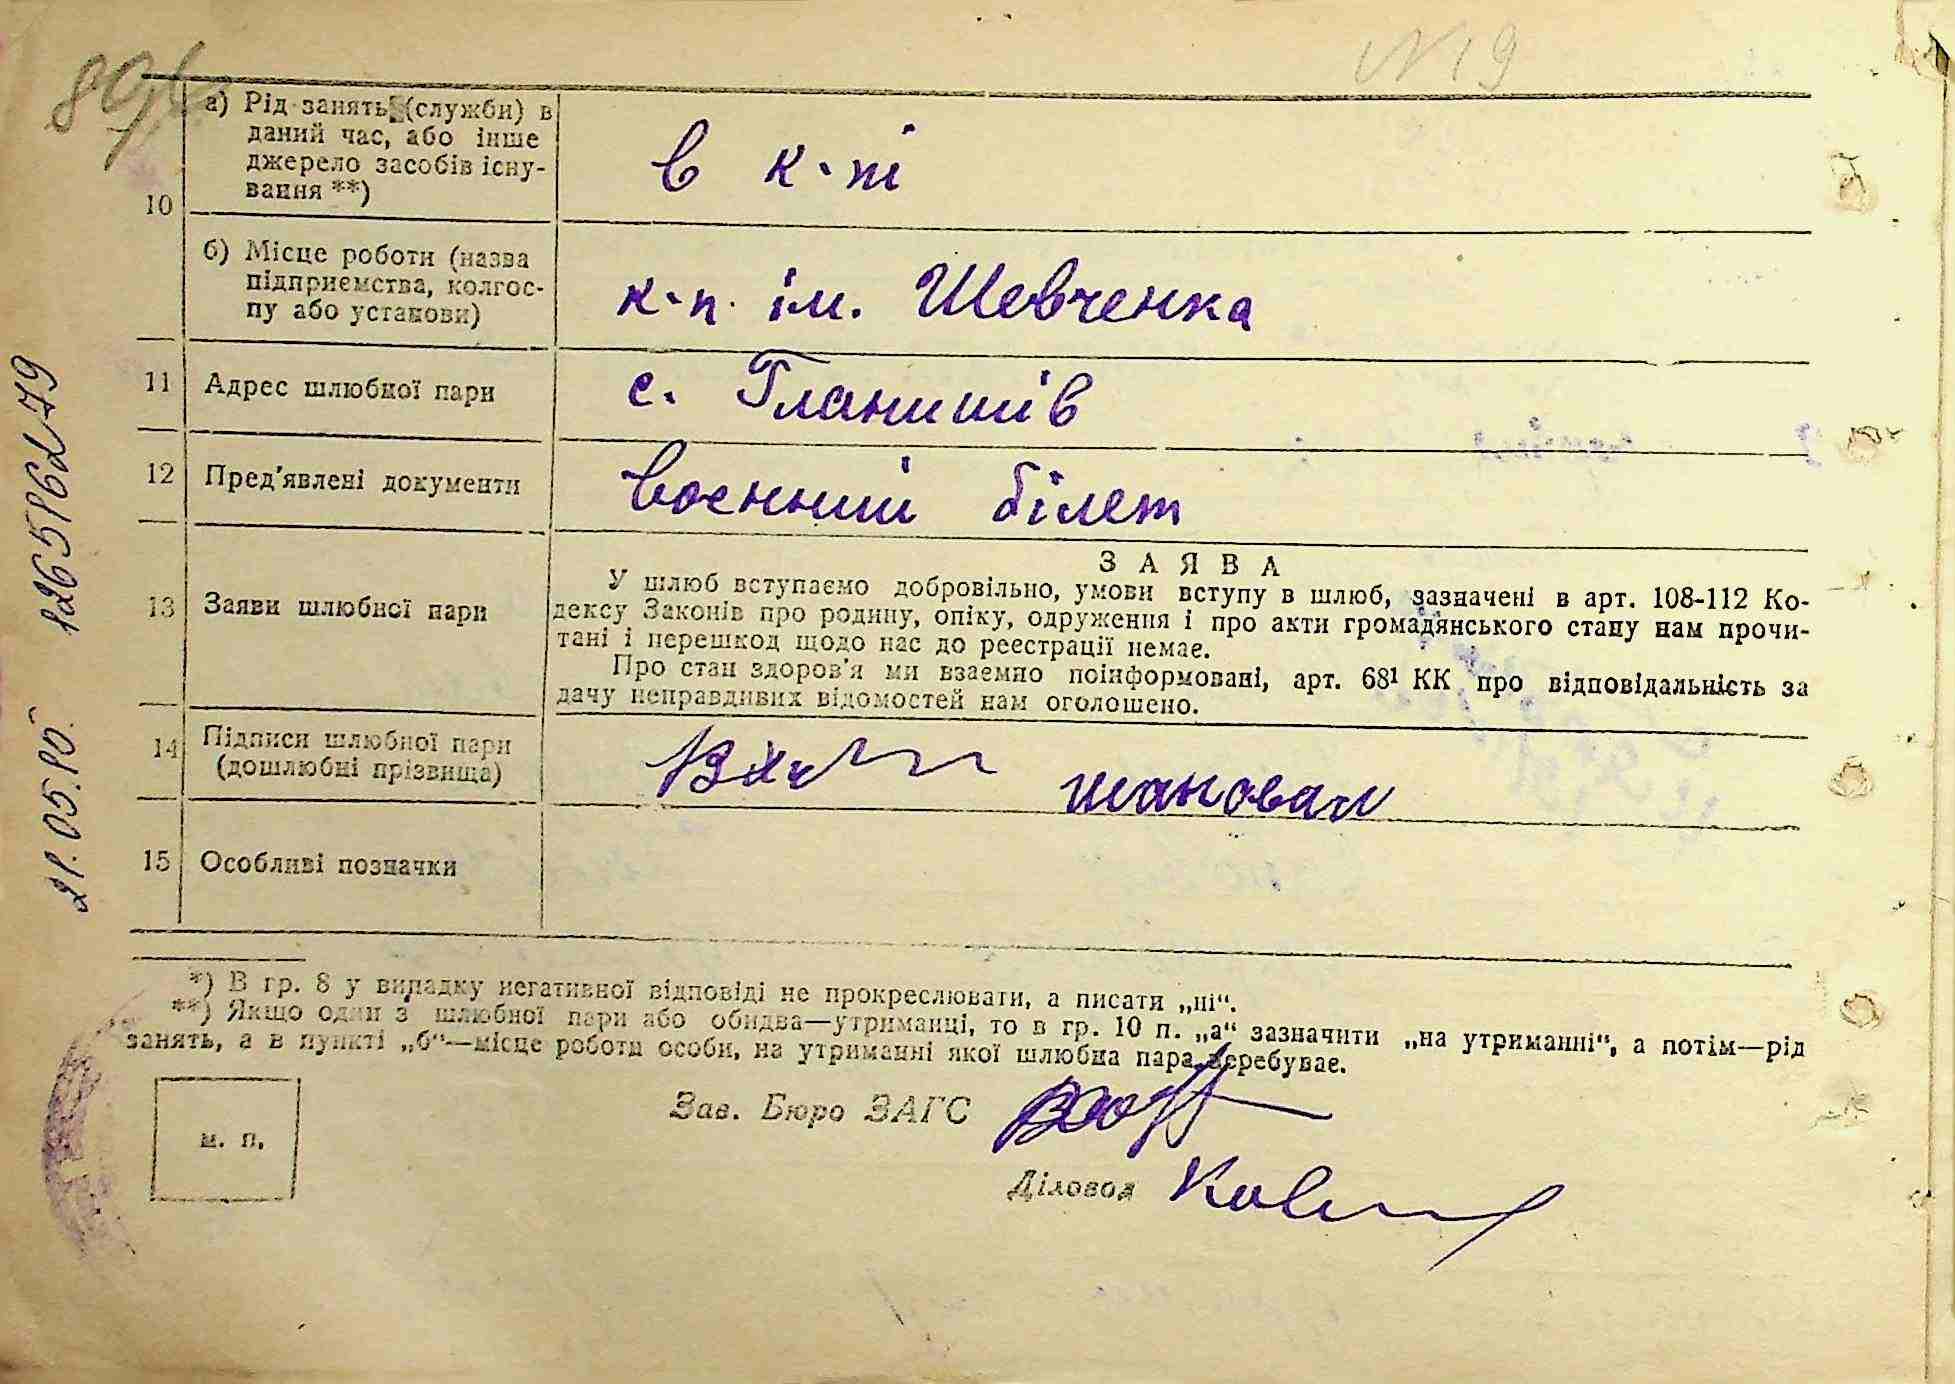 N 19
а) Рід занять (служби) в
даний час, або інше
джерело засобів існу-
вання **)
в к-пі
10
б) Місце роботи (назва
підприємства, колгос-
пу або установи)
к-п. ім. Шевченка
11 Адрес шлюбної пари
с. Гланишів
12 Пред'явлені документи
воєнний білет
13 Заяви шлюбної пари
ЗАЯВА
У шлюб вступаємо добровільно, умови вступу в шлюб, зазначені в арт. 108-112 Ко-
дексу Законів про родину, опіку, одруження і про акти громадянського стану нам прочи-
тані і перешкод щодо нас до реестрації немає.
Про стан здоров'я ми взаємно поінформовані, арт. 68¹ КК про відповідальність за
дачу неправдивих відомостей нам оголошено.
14 Підписи шлюбної пари
(дошлюбні прізвища)
шаповал
15 Особливі позначки
*) В гр. 8 у випадку негативної відповіді не прокреслювати, а писати „ні“.
**) Якщо один з шлюбної пари або обидва—утриманці, то в гр. 10 п. „а“ зазначити „на утриманні“, а потім—рід
занять, а в пункті „б“—місце роботи особи, на утриманні якої шлюбна пара перебуває.
Зав. Бюро ЗАГС
м. п.
Діловод